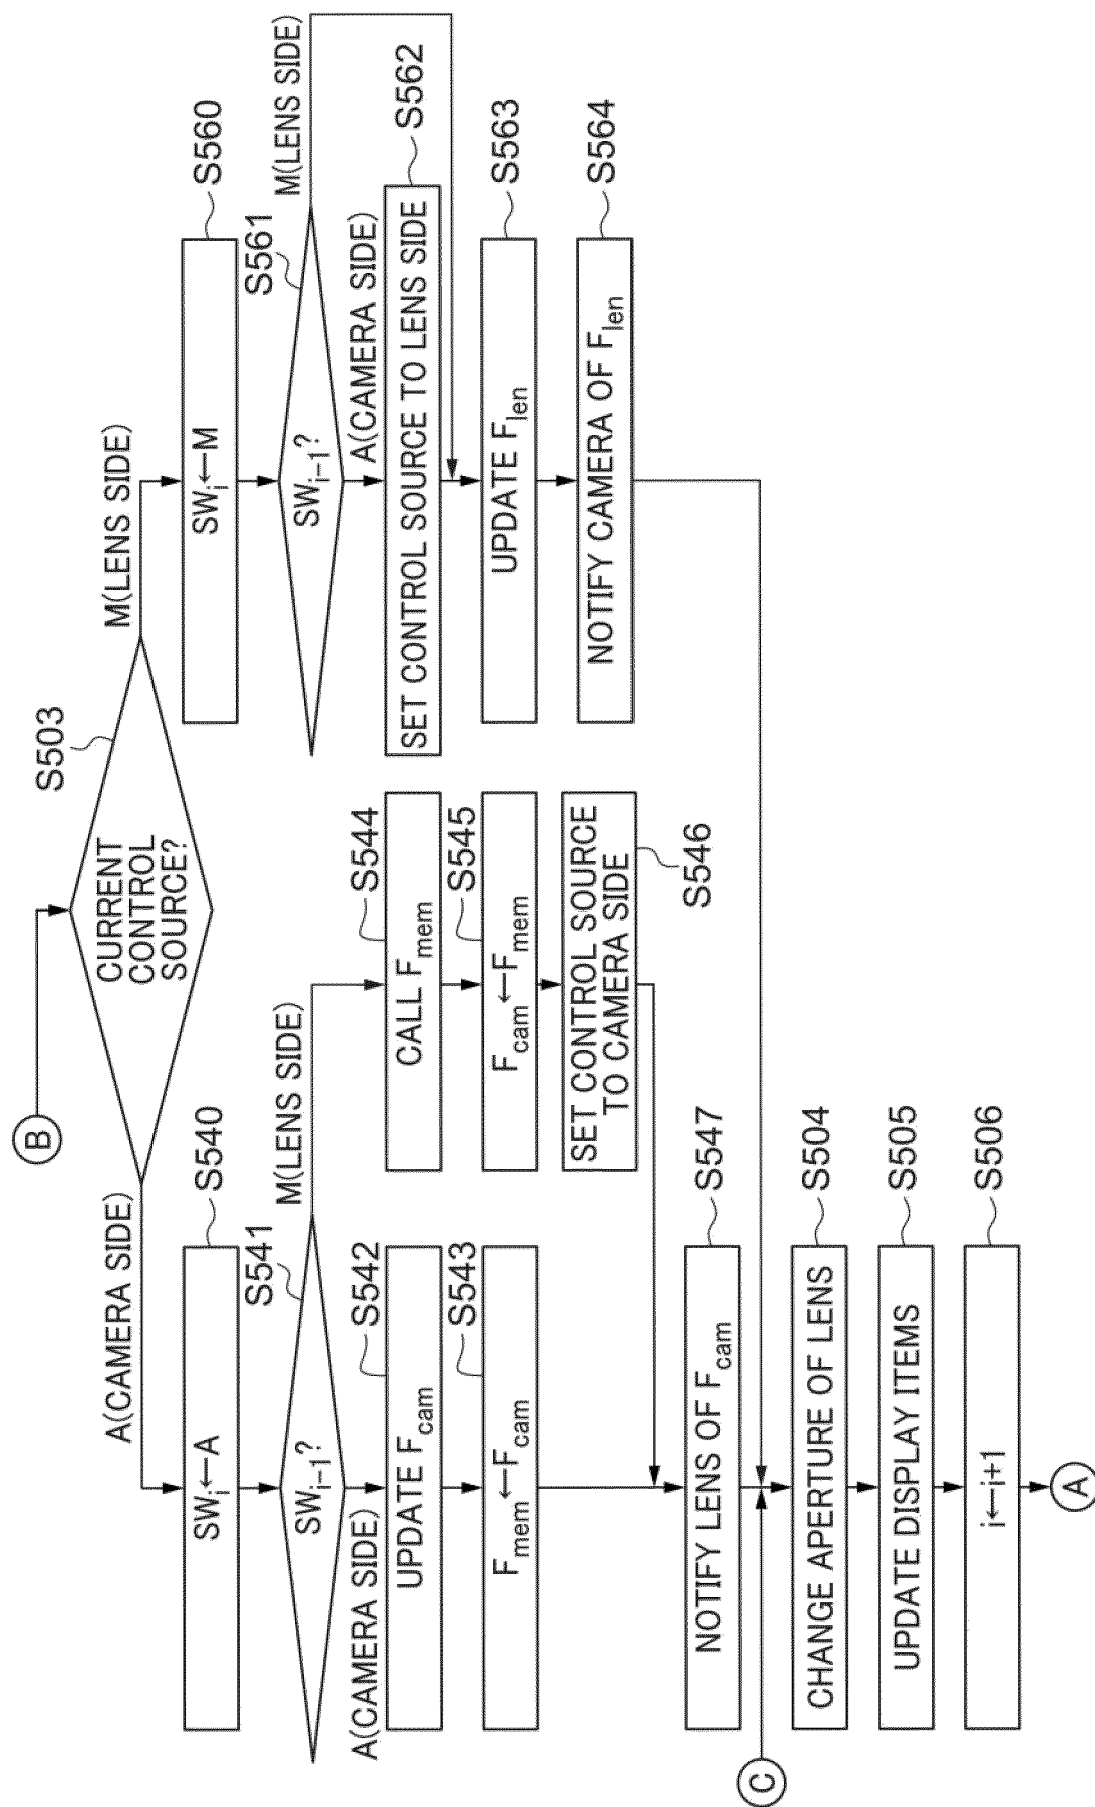 B
CURRENT
CONTROL
SOURCE?
S503
A(CAMERA SIDE)
M(LENS SIDE)
SWi←A
S540
SWi−1?
S541
A(CAMERA SIDE)
M(LENS SIDE)
UPDATE Fcam
S542
Fmem←Fcam
S543
CALL Fmem
S544
Fcam←Fmem
S545
SET CONTROL SOURCE
TO CAMERA SIDE
S546
NOTIFY LENS OF Fcam
S547
SWi←M
S560
SWi−1?
S561
M(LENS SIDE)
A(CAMERA SIDE)
SET CONTROL SOURCE TO LENS SIDE
S562
UPDATE Flen
S563
NOTIFY CAMERA OF Flen
S564
C
CHANGE APERTURE OF LENS
S504
UPDATE DISPLAY ITEMS
S505
i←i+1
S506
A